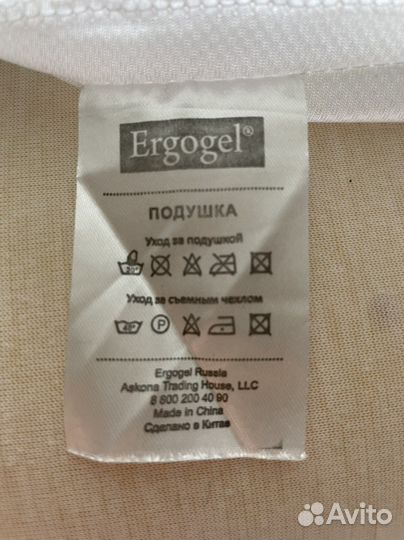 Ergogel®
ПОДУШКА
Уход за подушкой
Уход за съемным чехлом
P
Ergogel Russia
Askona Trading House, LLC
8 800 200 40 90
Made in China
Сделано в Китае
Avito